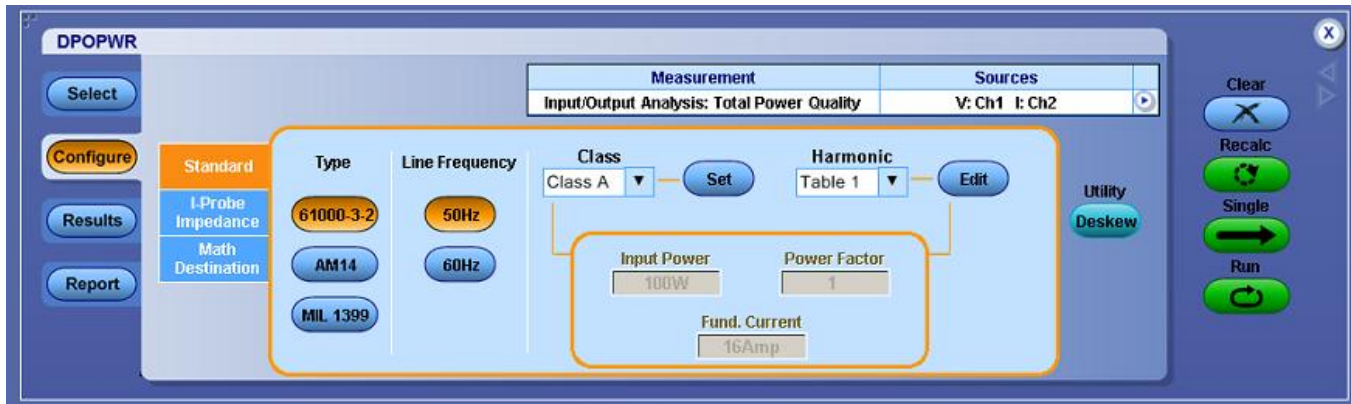 DPOPWR
Select
Configure
Results
Report
Measurement Sources
Input/Output Analysis: Total Power Quality V: Ch1 I: Ch2
Standard
I-Probe
Impedance
Math
Destination
Type
61000-3-2
AM14
MIL 1399
Line Frequency
50Hz
60Hz
Class
Class A
Set
Harmonic
Table 1
Edit
Input Power
100W
Power Factor
1
Fund. Current
16Amp
Utility
Deskew
X
Clear
Recalc
Single
Run